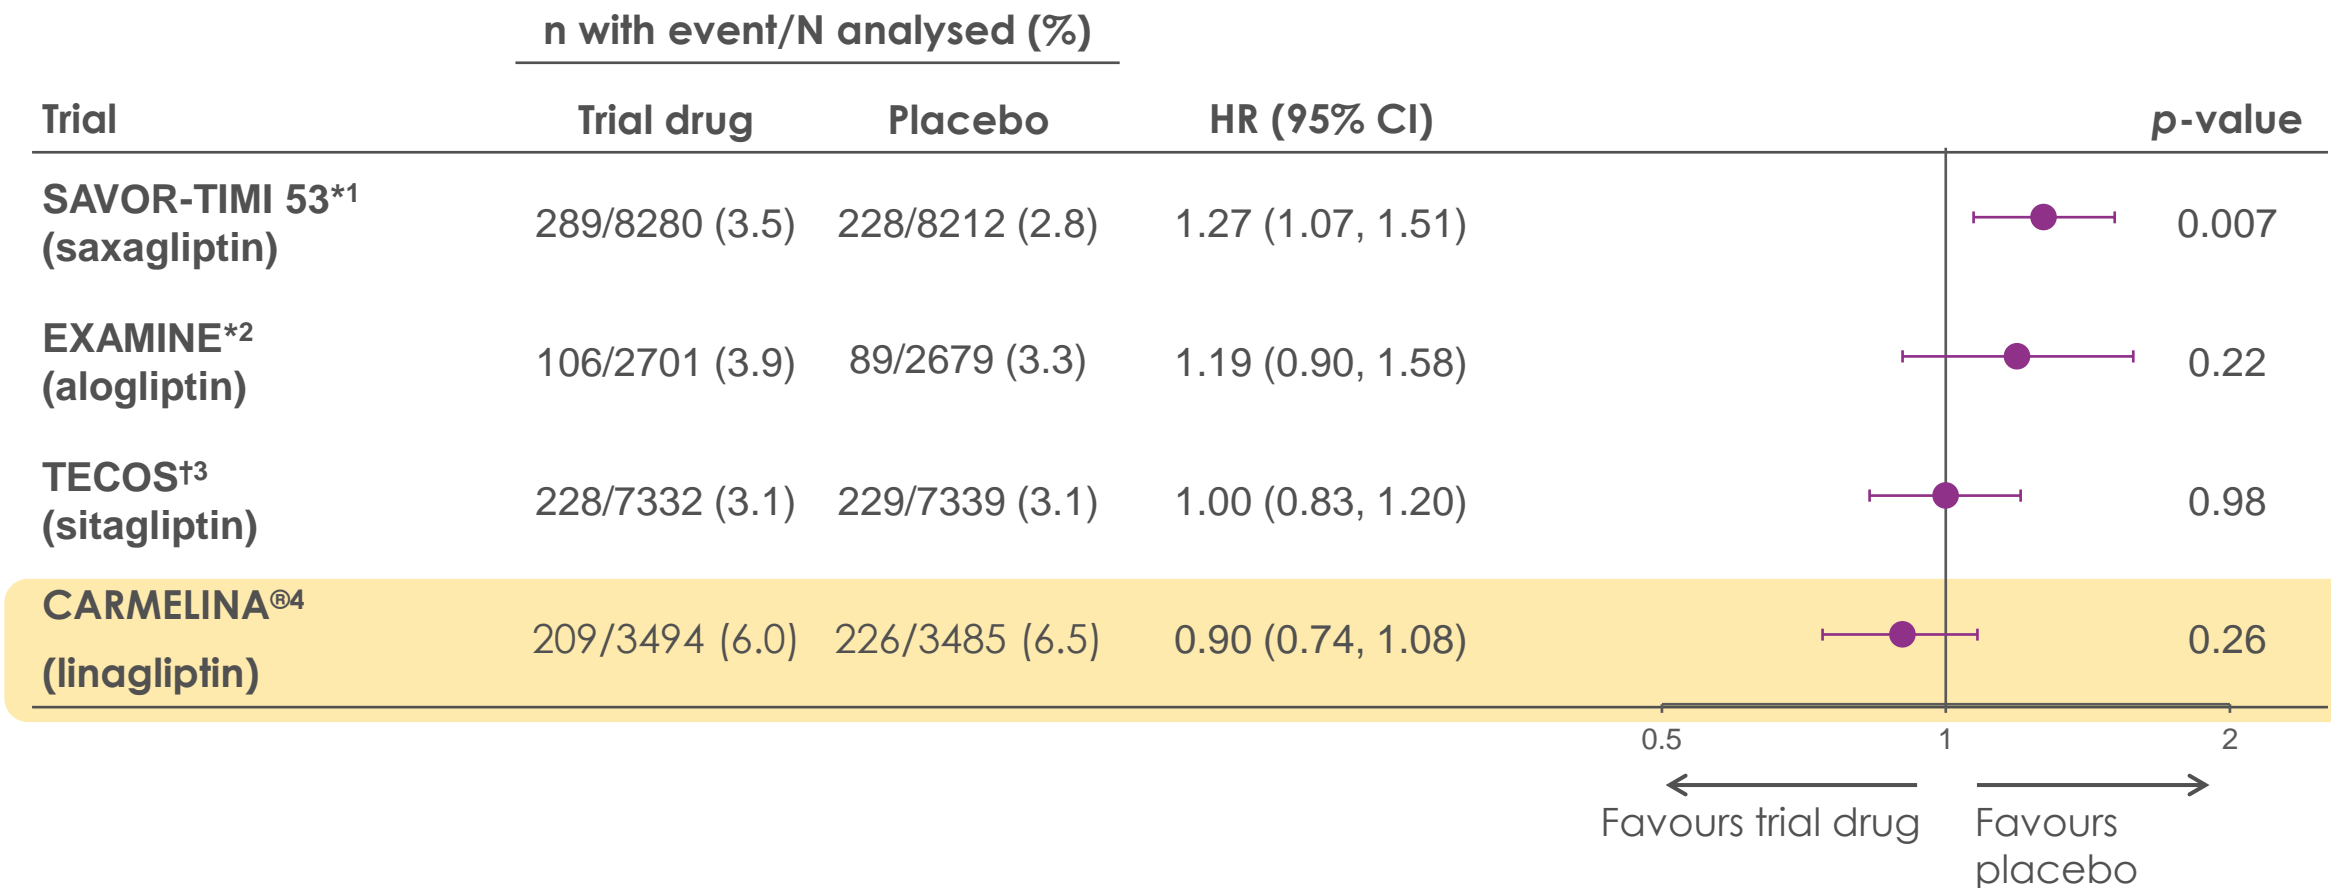 n with event/N analysed (%)
Trial Trial drug Placebo HR (95% CI) p-value
SAVOR-TIMI 53*1
(saxagliptin)
289/8280 (3.5) 228/8212 (2.8) 1.27 (1.07, 1.51) 0.007
EXAMINE*2
(alogliptin)
106/2701 (3.9) 89/2679 (3.3) 1.19 (0.90, 1.58) 0.22
TECOS†3
(sitagliptin)
228/7332 (3.1) 229/7339 (3.1) 1.00 (0.83, 1.20) 0.98
CARMELINA®4
(linagliptin)
209/3494 (6.0) 226/3485 (6.5) 0.90 (0.74, 1.08) 0.26
0.5 1 2
Favours trial drug
Favours
placebo